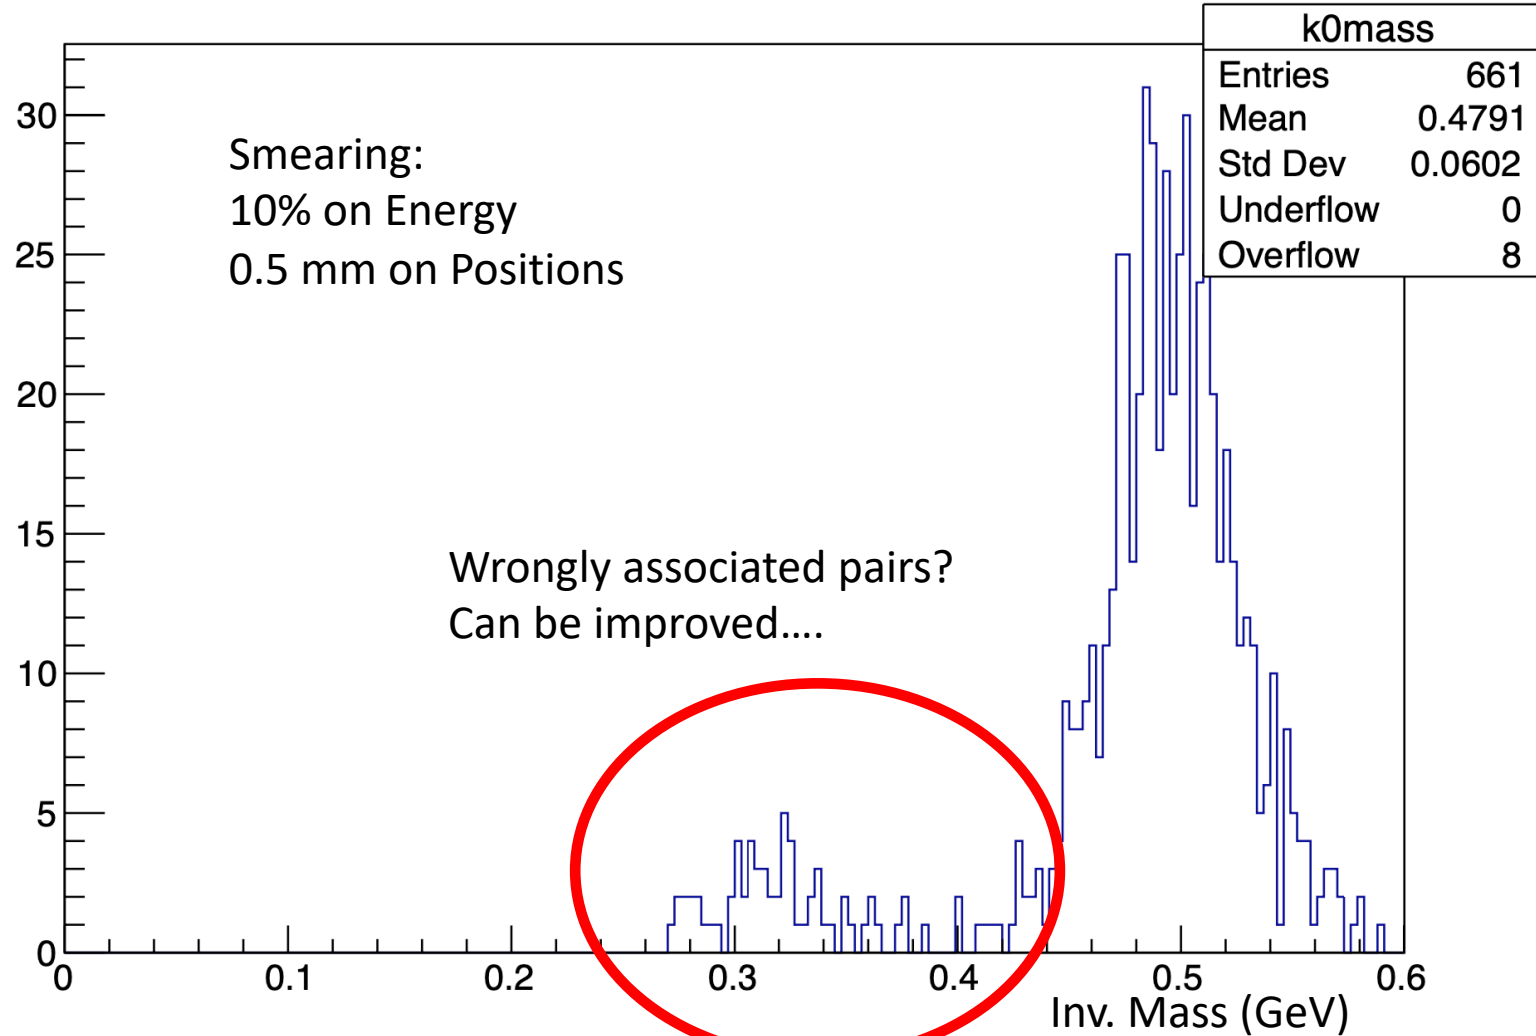 k0mass
Entries 661
Mean 0.4791
Std Dev 0.0602
Underflow 0
Overflow 8
30
25
20
15
10
5
0
Smearing:
10% on Energy
0.5 mm on Positions
Wrongly associated pairs?
Can be improved....
0 0.1 0.2 0.3 0.4 0.5 0.6
Inv. Mass (GeV)